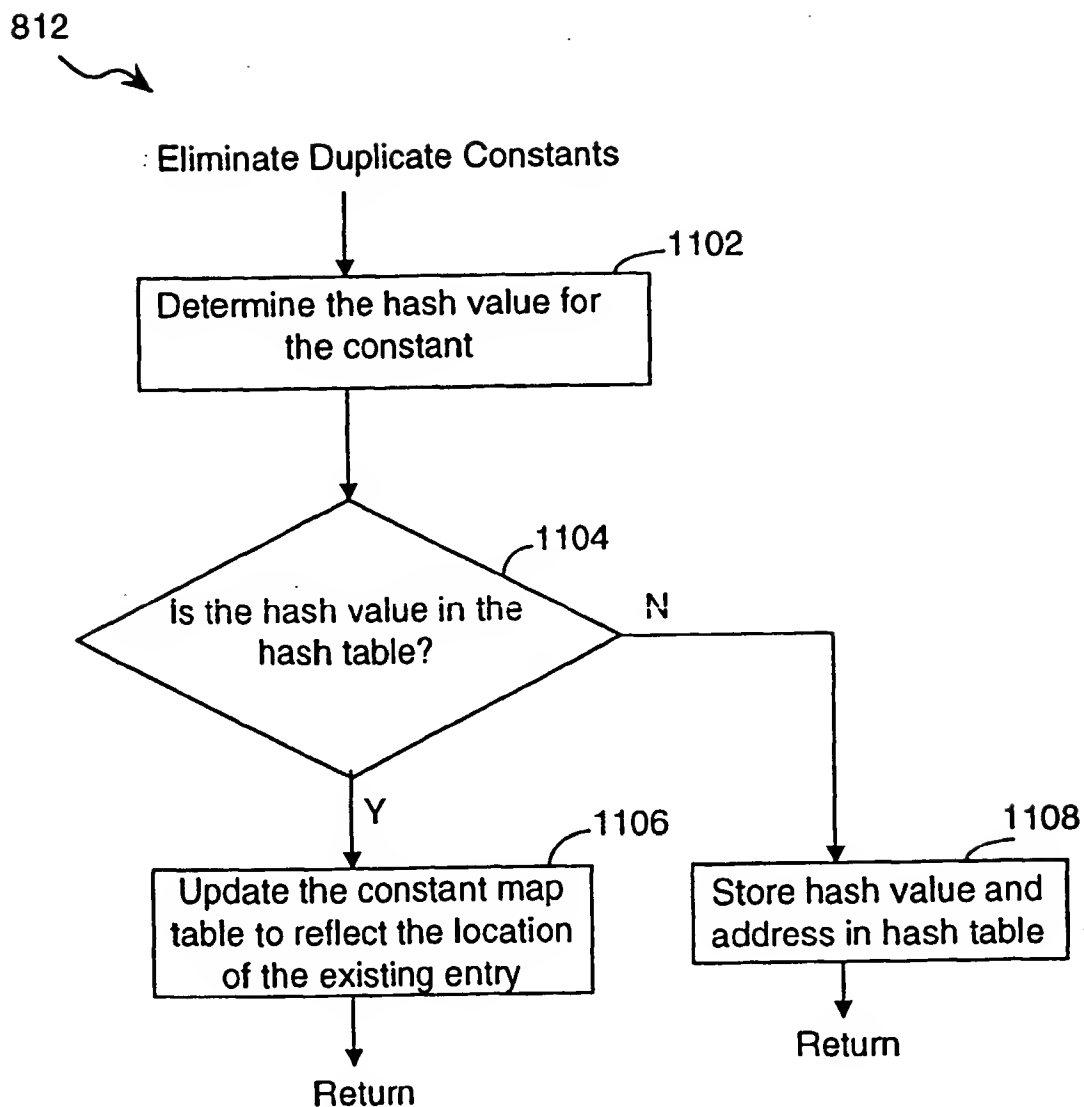 812
Eliminate Duplicate Constants
1102
Determine the hash value for
the constant
1104
Is the hash value in the
hash table?
N
Y
1106
Update the constant map
table to reflect the location
of the existing entry
Return
1108
Store hash value and
address in hash table
Return